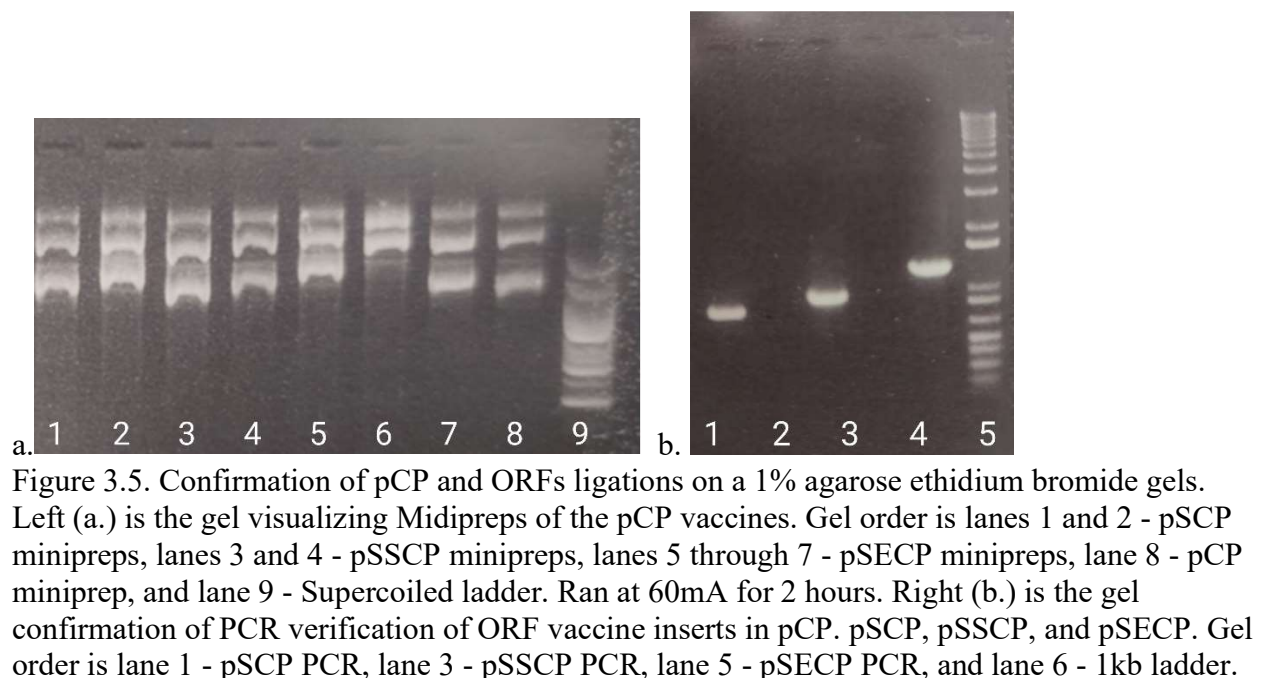 1 2 3 4 5 6 7 8 9
1 2 3 4 5
a. b.
Figure 3.5. Confirmation of pCP and ORFs ligations on a 1% agarose ethidium bromide gels.
Left (a.) is the gel visualizing Midipreps of the pCP vaccines. Gel order is lanes 1 and 2 - pSCP
minipreps, lanes 3 and 4 - pSSCP minipreps, lanes 5 through 7 - pSECP minipreps, lane 8 - pCP
miniprep, and lane 9 - Supercoiled ladder. Ran at 60mA for 2 hours. Right (b.) is the gel
confirmation of PCR verification of ORF vaccine inserts in pCP. pSCP, pSSCP, and pSECP. Gel
order is lane 1 - pSCP PCR, lane 3 - pSSCP PCR, lane 5 - pSECP PCR, and lane 6 - 1kb ladder.